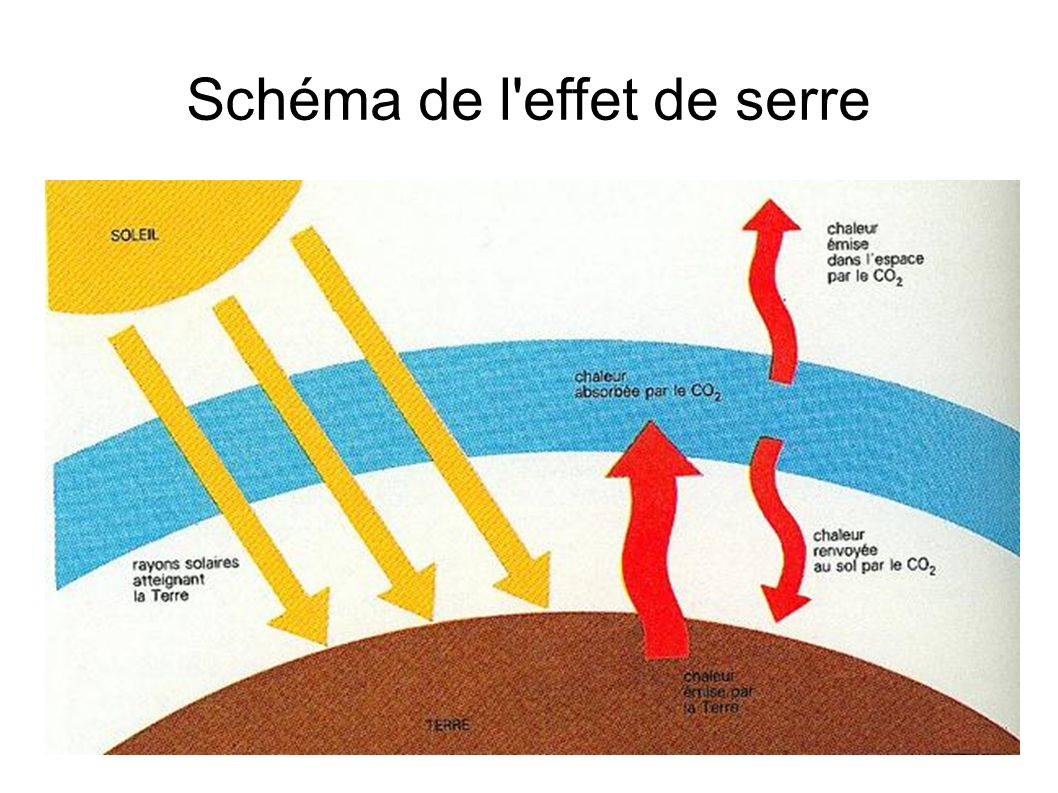 Schéma de l'effet de serre
SOLEIL
chaleur
émise
dans l'espace
par le CO₂
chaleur
absorbée par le CO₂
rayons solaires
atteignant
la Terre
chaleur
renvoyée
au sol par le CO₂
chaleur
émise par
la Terre
TERRE